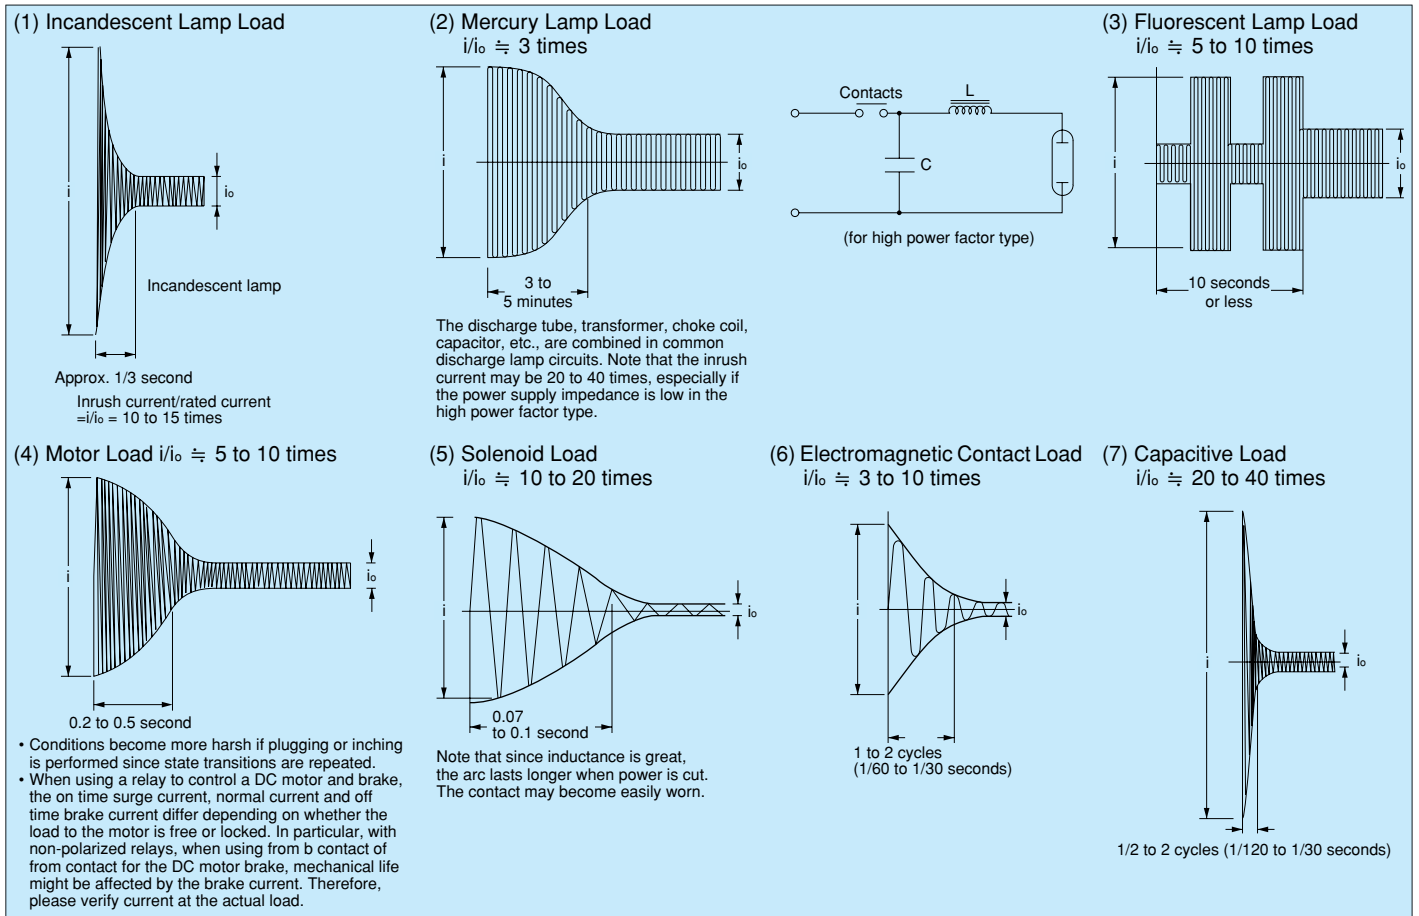 (1) Incandescent Lamp Load
i
io
Incandescent lamp
Approx. 1/3 second
Inrush current/rated current
=i/io = 10 to 15 times
(2) Mercury Lamp Load
i/io ≒ 3 times
i
io
3 to
5 minutes
The discharge tube, transformer, choke coil,
capacitor, etc., are combined in common
discharge lamp circuits. Note that the inrush
current may be 20 to 40 times, especially if
the power supply impedance is low in the
high power factor type.
Contacts
L
C
(for high power factor type)
(3) Fluorescent Lamp Load
i/io ≒ 5 to 10 times
i
io
10 seconds
or less
(4) Motor Load i/io ≒ 5 to 10 times
i
io
0.2 to 0.5 second
• Conditions become more harsh if plugging or inching
is performed since state transitions are repeated.
• When using a relay to control a DC motor and brake,
the on time surge current, normal current and off
time brake current differ depending on whether the
load to the motor is free or locked. In particular, with
non-polarized relays, when using from b contact of
from contact for the DC motor brake, mechanical life
might be affected by the brake current. Therefore,
please verify current at the actual load.
(5) Solenoid Load
i/io ≒ 10 to 20 times
i
io
0.07
to 0.1 second
Note that since inductance is great,
the arc lasts longer when power is cut.
The contact may become easily worn.
(6) Electromagnetic Contact Load
i/io ≒ 3 to 10 times
i
io
1 to 2 cycles
(1/60 to 1/30 seconds)
(7) Capacitive Load
i/io ≒ 20 to 40 times
i
io
1/2 to 2 cycles (1/120 to 1/30 seconds)